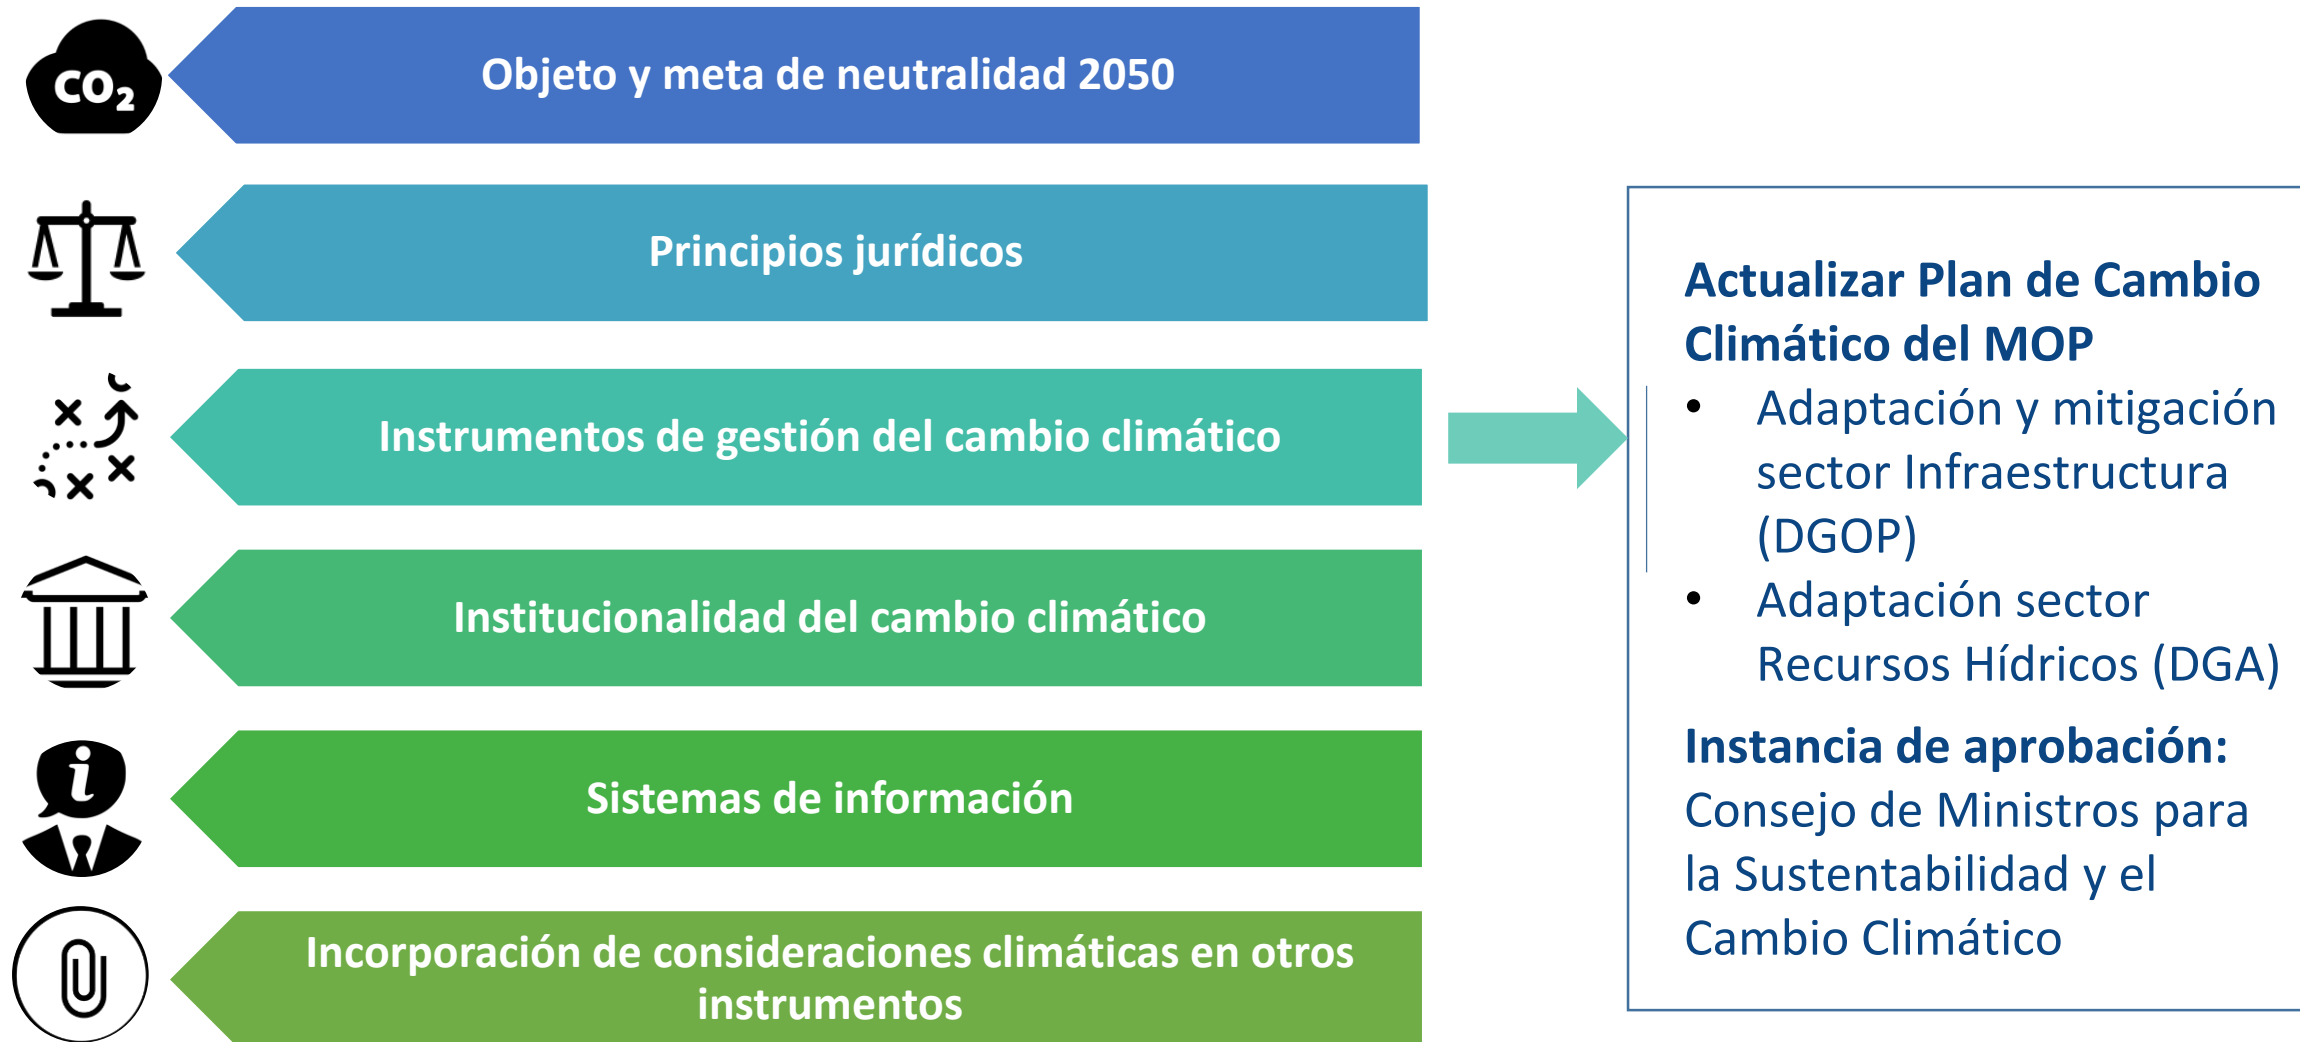 CO₂
Objeto y meta de neutralidad 2050
Principios jurídicos
Instrumentos de gestión del cambio climático
Institucionalidad del cambio climático
i
Sistemas de información
Incorporación de consideraciones climáticas en otros
instrumentos
Actualizar Plan de Cambio
Climático del MOP
• Adaptación y mitigación
sector Infraestructura
(DGOP)
• Adaptación sector
Recursos Hídricos (DGA)
Instancia de aprobación:
Consejo de Ministros para
la Sustentabilidad y el
Cambio Climático